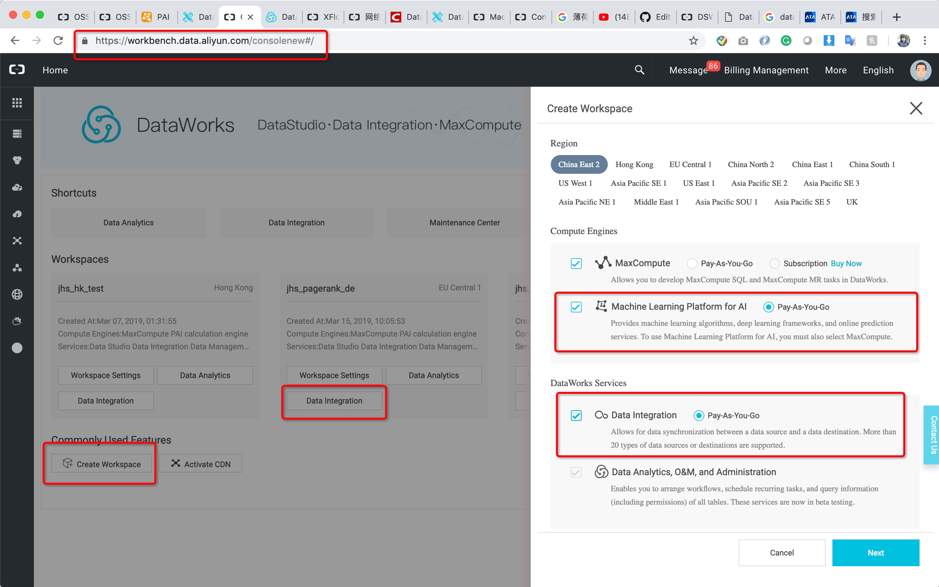 OSS
OSS
PAI
Data
C
Data
XFlo
网络
Data
Data
Mac
Con
薄荷
(14
Edit
DSW
Dat
data
ATA
搜索
https://workbench.data.aliyun.com/consolenew#/
Home
Message 86
Billing Management
More
English
DataWorks
DataStudio·Data Integration·MaxCompute
Shortcuts
Data Analytics
Data Integration
Maintenance Center
Workspaces
jhs_hk_test
Hong Kong
Created At:Mar 07, 2019, 01:31:55
Compute Engines:MaxCompute PAI calculation engine
Services:Data Studio Data Integration Data Managem...
Workspace Settings
Data Analytics
Data Integration
jhs_pagerank_de
EU Central 1
Created At:Mar 15, 2019, 10:05:53
Compute Engines:MaxCompute PAI calculation engine
Services:Data Studio Data Integration Data Managem...
Workspace Settings
Data Analytics
Data Integration
jhs_
Commonly Used Features
Create Workspace
Activate CDN
Create Workspace
Region
China East 2 Hong Kong EU Central 1 China North 2 China East 1 China South 1
US West 1 Asia Pacific SE 1 US East 1 Asia Pacific SE 2 Asia Pacific SE 3
Asia Pacific NE 1 Middle East 1 Asia Pacific SOU 1 Asia Pacific SE 5 UK
Compute Engines
MaxCompute Pay-As-You-Go Subscription Buy Now
Allows you to develop MaxCompute SQL and MaxCompute MR tasks in DataWorks.
Machine Learning Platform for AI Pay-As-You-Go
Provides machine learning algorithms, deep learning frameworks, and online prediction
services. To use Machine Learning Platform for AI, you must also select MaxCompute.
DataWorks Services
Data Integration Pay-As-You-Go
Allows for data synchronization between a data source and a data destination. More than
20 types of data sources or destinations are supported.
Data Analytics, O&M, and Administration
Enables you to arrange workflows, schedule recurring tasks, and query information
(including permissions) of all tables. These services are now in beta testing.
Contact Us
Cancel
Next